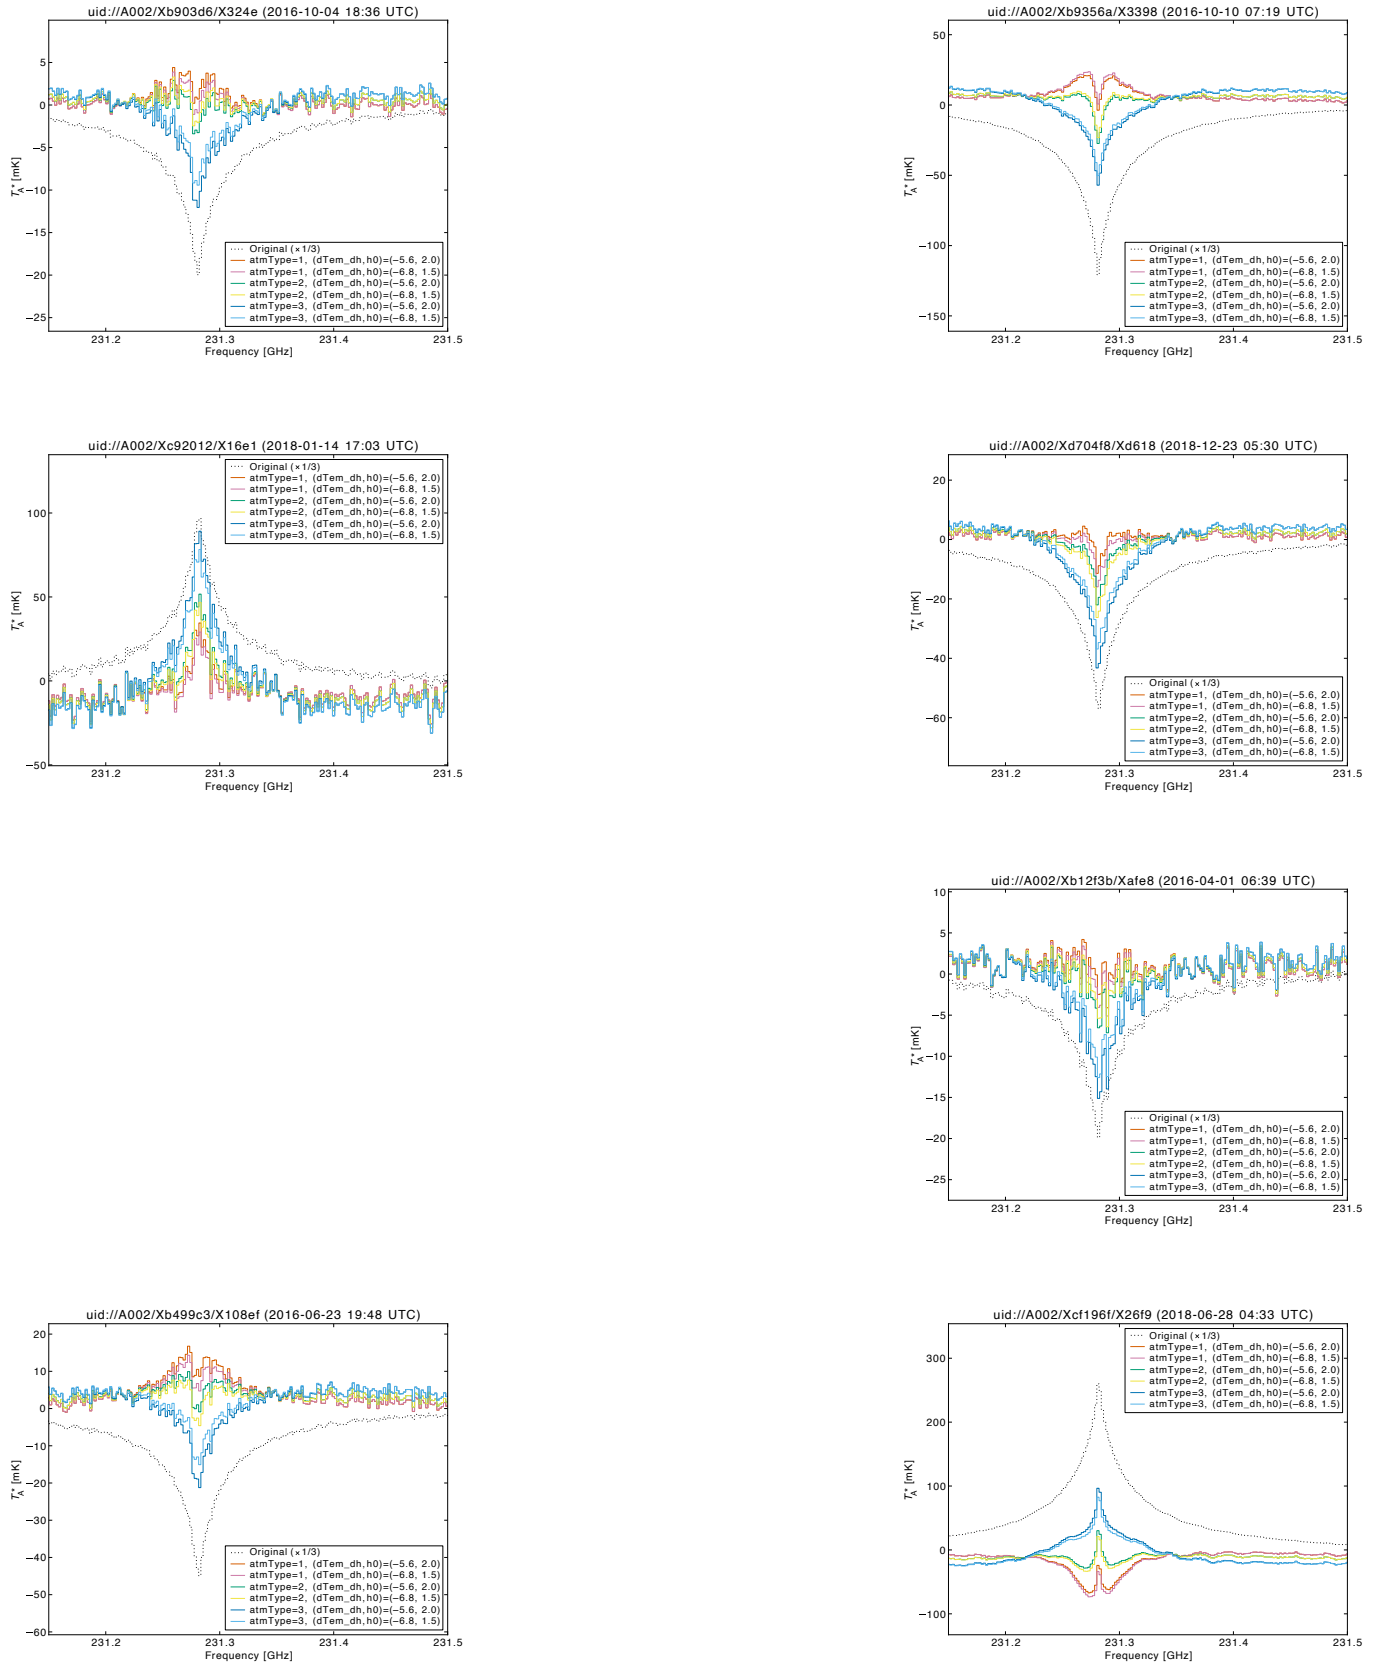 uid://A002/Xb903d6/X324e (2016-10-04 18:36 UTC)
5
0
−5
−10
−15
−20
−25
T_A^* [mK]
Original (×1/3)
atmType=1, (dTem_dh,h0)=(−5.6, 2.0)
atmType=1, (dTem_dh,h0)=(−6.8, 1.5)
atmType=2, (dTem_dh,h0)=(−5.6, 2.0)
atmType=2, (dTem_dh,h0)=(−6.8, 1.5)
atmType=3, (dTem_dh,h0)=(−5.6, 2.0)
atmType=3, (dTem_dh,h0)=(−6.8, 1.5)
231.2 231.3 231.4 231.5
Frequency [GHz]
uid://A002/Xb9356a/X3398 (2016-10-10 07:19 UTC)
50
0
−50
−100
−150
T_A^* [mK]
Original (×1/3)
atmType=1, (dTem_dh,h0)=(−5.6, 2.0)
atmType=1, (dTem_dh,h0)=(−6.8, 1.5)
atmType=2, (dTem_dh,h0)=(−5.6, 2.0)
atmType=2, (dTem_dh,h0)=(−6.8, 1.5)
atmType=3, (dTem_dh,h0)=(−5.6, 2.0)
atmType=3, (dTem_dh,h0)=(−6.8, 1.5)
231.2 231.3 231.4 231.5
Frequency [GHz]
uid://A002/Xc92012/X16e1 (2018-01-14 17:03 UTC)
100
50
0
−50
T_A^* [mK]
Original (×1/3)
atmType=1, (dTem_dh,h0)=(−5.6, 2.0)
atmType=1, (dTem_dh,h0)=(−6.8, 1.5)
atmType=2, (dTem_dh,h0)=(−5.6, 2.0)
atmType=2, (dTem_dh,h0)=(−6.8, 1.5)
atmType=3, (dTem_dh,h0)=(−5.6, 2.0)
atmType=3, (dTem_dh,h0)=(−6.8, 1.5)
231.2 231.3 231.4 231.5
Frequency [GHz]
uid://A002/Xd704f8/Xd618 (2018-12-23 05:30 UTC)
20
0
−20
−40
−60
T_A^* [mK]
Original (×1/3)
atmType=1, (dTem_dh,h0)=(−5.6, 2.0)
atmType=1, (dTem_dh,h0)=(−6.8, 1.5)
atmType=2, (dTem_dh,h0)=(−5.6, 2.0)
atmType=2, (dTem_dh,h0)=(−6.8, 1.5)
atmType=3, (dTem_dh,h0)=(−5.6, 2.0)
atmType=3, (dTem_dh,h0)=(−6.8, 1.5)
231.2 231.3 231.4 231.5
Frequency [GHz]
uid://A002/Xb12f3b/Xafe8 (2016-04-01 06:39 UTC)
10
5
0
−5
−10
−15
−20
−25
T_A^* [mK]
Original (×1/3)
atmType=1, (dTem_dh,h0)=(−5.6, 2.0)
atmType=1, (dTem_dh,h0)=(−6.8, 1.5)
atmType=2, (dTem_dh,h0)=(−5.6, 2.0)
atmType=2, (dTem_dh,h0)=(−6.8, 1.5)
atmType=3, (dTem_dh,h0)=(−5.6, 2.0)
atmType=3, (dTem_dh,h0)=(−6.8, 1.5)
231.2 231.3 231.4 231.5
Frequency [GHz]
uid://A002/Xb499c3/X108ef (2016-06-23 19:48 UTC)
20
10
0
−10
−20
−30
−40
−50
−60
T_A^* [mK]
Original (×1/3)
atmType=1, (dTem_dh,h0)=(−5.6, 2.0)
atmType=1, (dTem_dh,h0)=(−6.8, 1.5)
atmType=2, (dTem_dh,h0)=(−5.6, 2.0)
atmType=2, (dTem_dh,h0)=(−6.8, 1.5)
atmType=3, (dTem_dh,h0)=(−5.6, 2.0)
atmType=3, (dTem_dh,h0)=(−6.8, 1.5)
231.2 231.3 231.4 231.5
Frequency [GHz]
uid://A002/Xcf196f/X26f9 (2018-06-28 04:33 UTC)
300
200
100
0
−100
T_A^* [mK]
Original (×1/3)
atmType=1, (dTem_dh,h0)=(−5.6, 2.0)
atmType=1, (dTem_dh,h0)=(−6.8, 1.5)
atmType=2, (dTem_dh,h0)=(−5.6, 2.0)
atmType=2, (dTem_dh,h0)=(−6.8, 1.5)
atmType=3, (dTem_dh,h0)=(−5.6, 2.0)
atmType=3, (dTem_dh,h0)=(−6.8, 1.5)
231.2 231.3 231.4 231.5
Frequency [GHz]